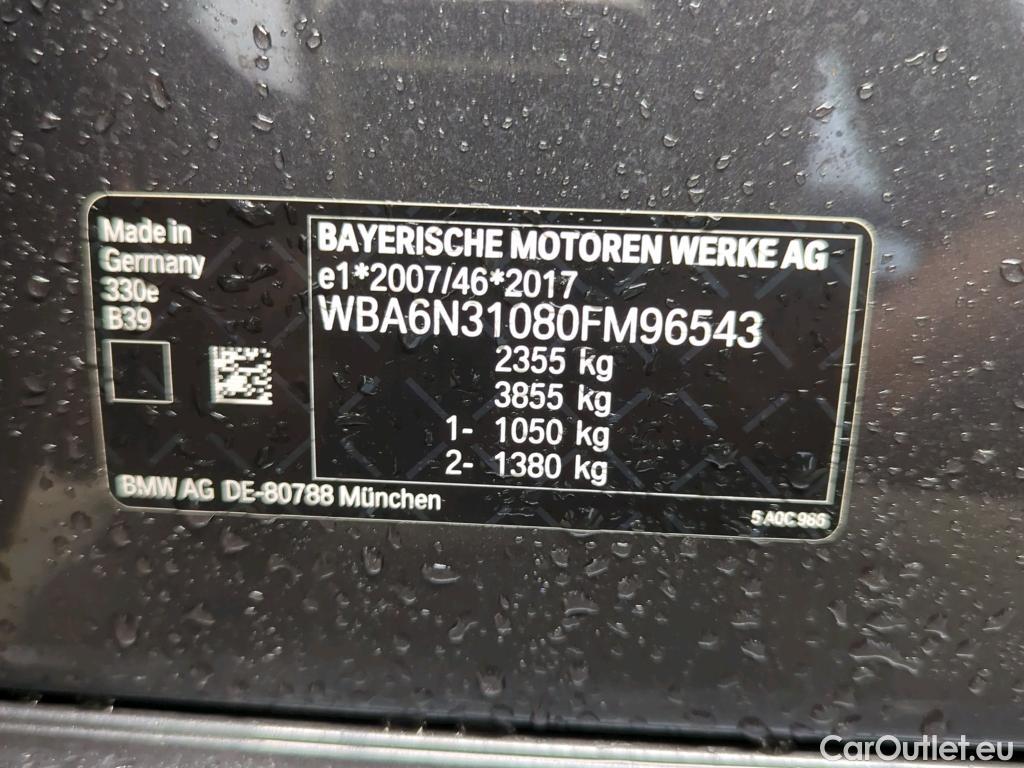 Made in
Germany
330e
B39
BAYERISCHE MOTOREN WERKE AG
e1*2007/46*2017
WBA6N31080FM96543
2355 kg
3855 kg
1- 1050 kg
2- 1380 kg
BMW AG DE-80788 München
5 A0C 985
CarOutlet.eu